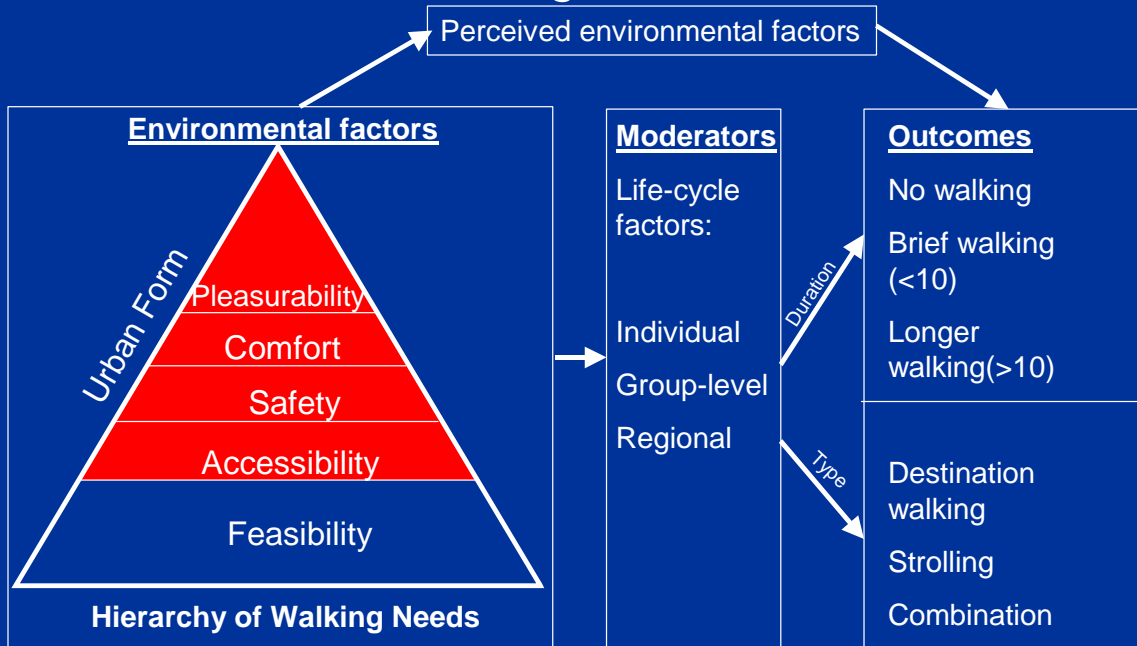 Perceived environmental factors
Environmental factors
Urban Form
Pleasurability
Comfort
Safety
Accessibility
Feasibility
Hierarchy of Walking Needs
Moderators
Life-cycle
factors:
Individual
Group-level
Regional
Duration
Type
Outcomes
No walking
Brief walking
(<10)
Longer
walking(>10)
Destination
walking
Strolling
Combination